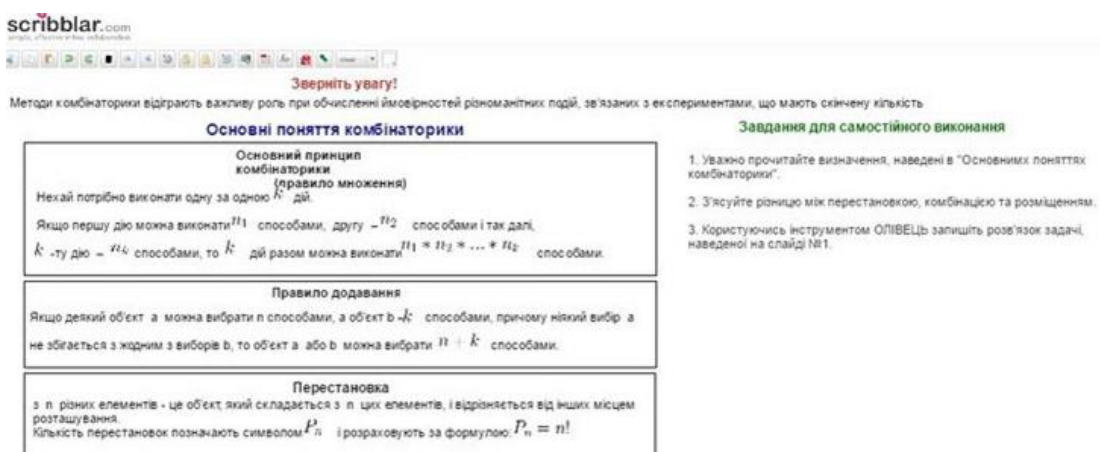 scribblar.com
Зверніть увагу!
Методи комбінаторики відіграють важливу роль при обчисленні ймовірностей різноманітних подій, зв'язаних з експериментами, що мають скінчену кількість
Основні поняття комбінаторики
Основний принцип
комбінаторики
(правило множення)
Нехай потрібно виконати одну за одною k дій.
Якщо першу дію можна виконати n₁ способами, другу – n₂ способами і так далі,
k -ту дію – nₖ способами, то k дій разом можна виконати n₁ * n₂ * ... * nₖ способами.
Правило додавання
Якщо деякий об'єкт а можна вибрати n способами, а об'єкт b - k способами, причому ніякий вибір а
не збігається з жодним з виборів b, то об'єкт а або b можна вибрати n + k способами.
Перестановка
з n різних елементів - це об'єкт, який складається з n цих елементів, і відрізняється від інших місцем
розташування.
Кількість перестановок позначають символом Pₙ і розраховують за формулою: Pₙ = n!
Завдання для самостійного виконання
1. Уважно прочитайте визначення, наведені в "Основнимх поняттях
комбінаторики".
2. З'ясуйте різницю між перестановкою, комбінацією та розміщенням.
3. Користуючись інструментом ОЛІВЕЦЬ запишіть розв'язок задачі,
наведеної на слайді №1.